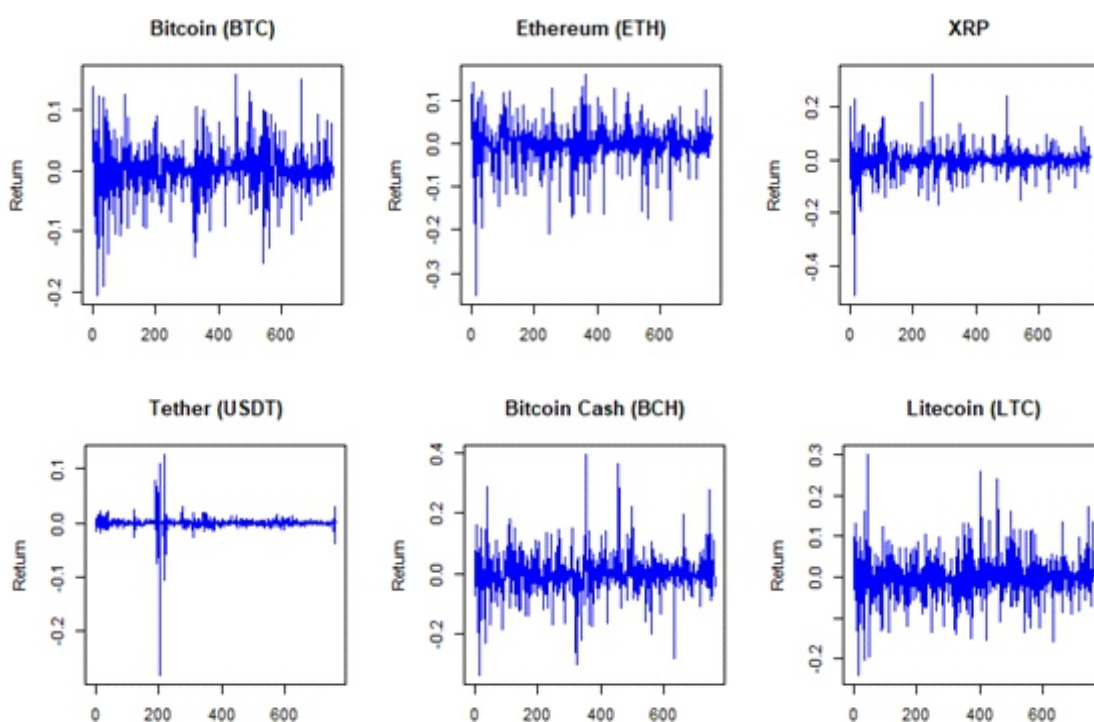 Bitcoin (BTC)
Ethereum (ETH)
XRP
Return
0.1
0.0
-0.1
-0.2
0 200 400 600
Return
0.1
0.0
-0.1
-0.2
-0.3
0 200 400 600
Return
0.2
0.0
-0.2
-0.4
0 200 400 600
Tether (USDT)
Bitcoin Cash (BCH)
Litecoin (LTC)
Return
0.1
0.0
-0.1
-0.2
0 200 400 600
Return
0.4
0.2
0.0
-0.2
0 200 400 600
Return
0.3
0.2
0.1
0.0
-0.2
0 200 400 600